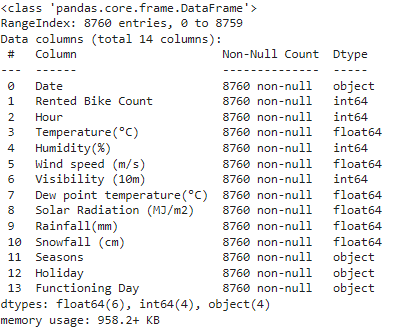 <class 'pandas.core.frame.DataFrame'>
RangeIndex: 8760 entries, 0 to 8759
Data columns (total 14 columns):
 #   Column                     Non-Null Count  Dtype
---  ------                     --------------  -----
 0   Date                       8760 non-null   object
 1   Rented Bike Count          8760 non-null   int64
 2   Hour                       8760 non-null   int64
 3   Temperature(°C)            8760 non-null   float64
 4   Humidity(%)                8760 non-null   int64
 5   Wind speed (m/s)           8760 non-null   float64
 6   Visibility (10m)           8760 non-null   int64
 7   Dew point temperature(°C)  8760 non-null   float64
 8   Solar Radiation (MJ/m2)    8760 non-null   float64
 9   Rainfall(mm)               8760 non-null   float64
 10  Snowfall (cm)              8760 non-null   float64
 11  Seasons                    8760 non-null   object
 12  Holiday                    8760 non-null   object
 13  Functioning Day            8760 non-null   object
dtypes: float64(6), int64(4), object(4)
memory usage: 958.2+ KB